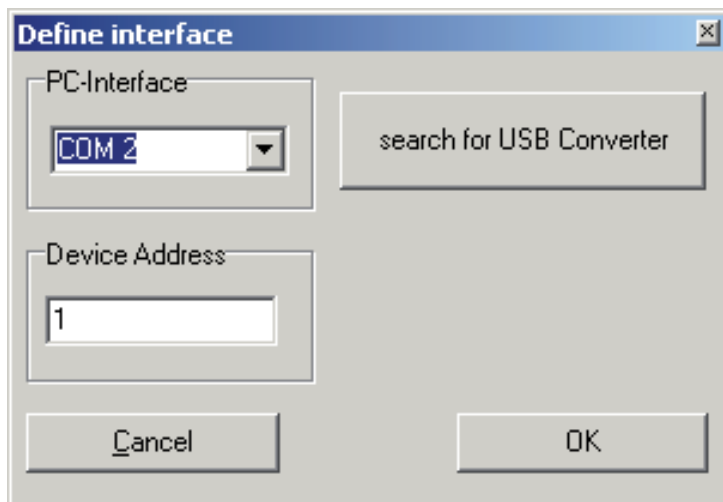 Define interface
PC-Interface
COM 2
search for USB Converter
Device Address
1
Cancel
OK